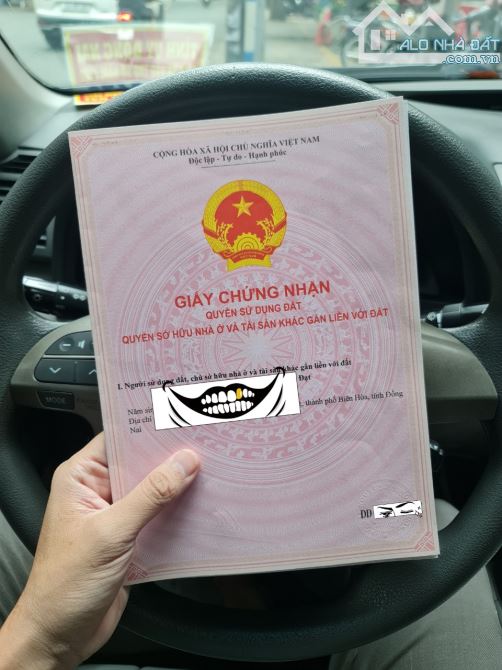 ALO NHÀ ĐẤT
.com.vn
CỘNG HÒA XÃ HỘI CHỦ NGHĨA VIỆT NAM
Độc lập - Tự do - Hạnh phúc
GIẤY CHỨNG NHẬN
QUYỀN SỬ DỤNG ĐẤT
QUYỀN SỞ HỮU NHÀ Ở VÀ TÀI SẢN KHÁC GẮN LIỀN VỚI ĐẤT
I. Người sử dụng đất, chủ sở hữu nhà ở và tài sản khác gắn liền với đất
Đạt
Năm
Địa chỉ thành phố Biên Hòa, tỉnh Đồng
Nai
DD
MODE